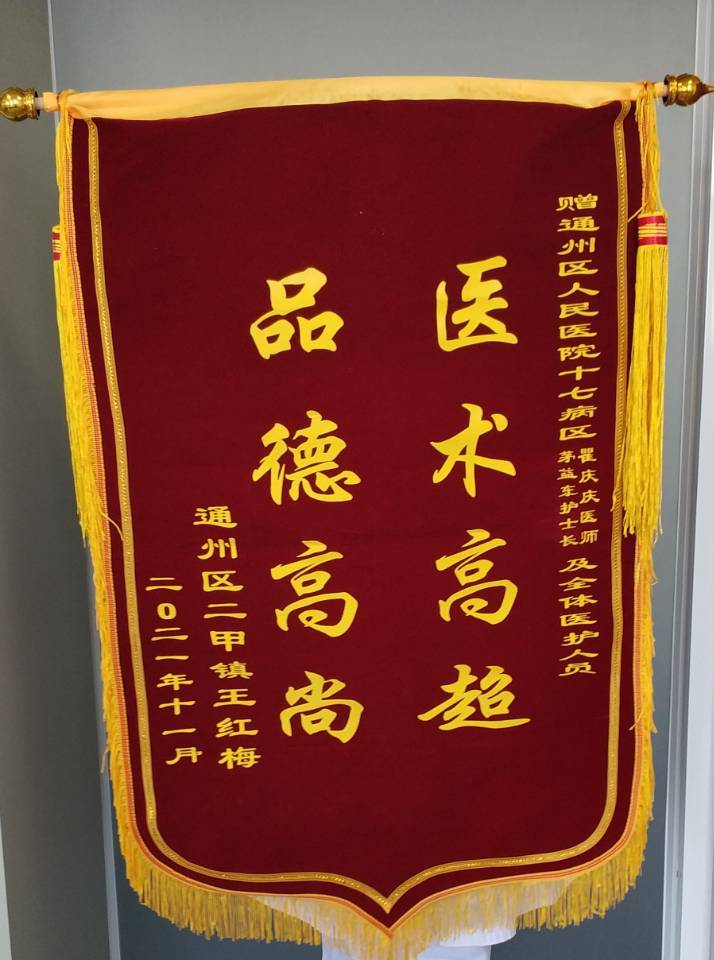 赠通州区人民医院十七病区 瞿庆庆医师 茅益车护士长 及全体医护人员
医术高超
品德高尚
通州区二甲镇王红梅
二〇二一年十一月